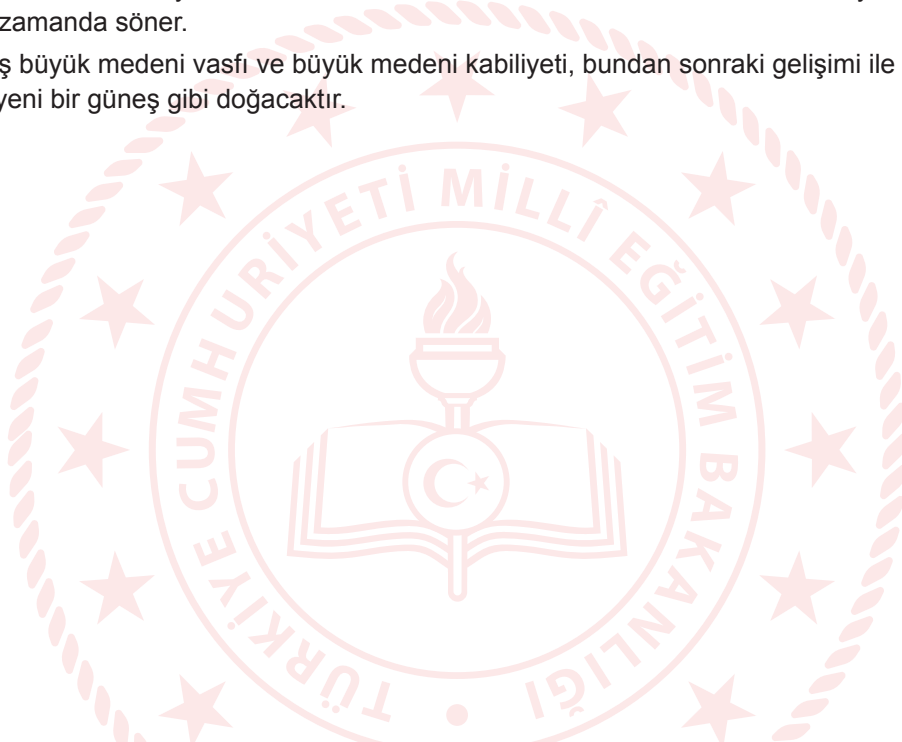 zamanda söner.
ş büyük medeni vasfı ve büyük medeni kabiliyeti, bundan sonraki gelişimi ile
yeni bir güneş gibi doğacaktır.
TÜRKİYE CUMHURİYETİ MİLLÎ EĞİTİM BAKANLIĞI